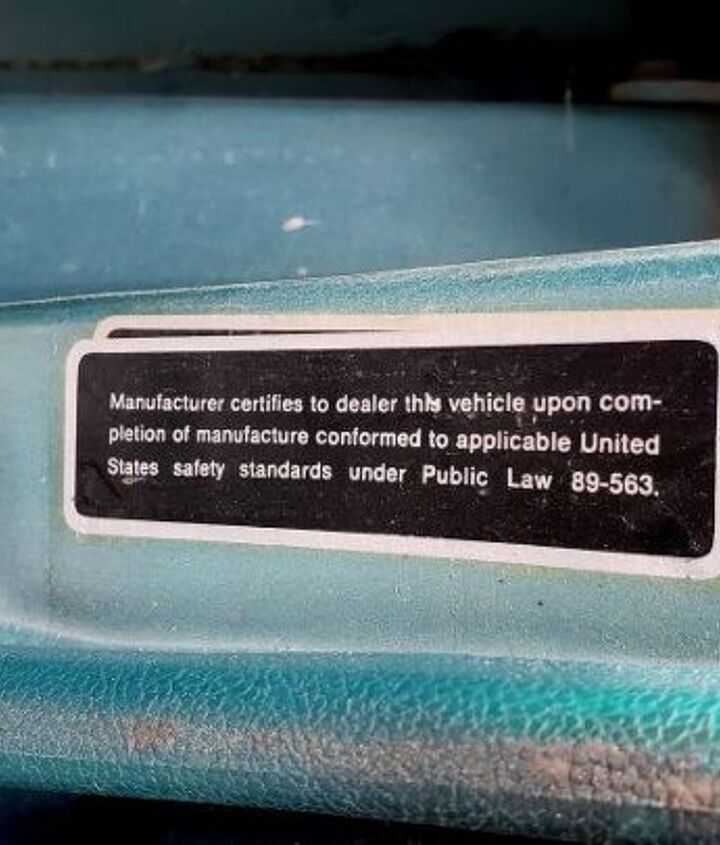 Manufacturer certifies to dealer this vehicle upon com-
pletion of manufacture conformed to applicable United
States safety standards under Public Law 89-563.